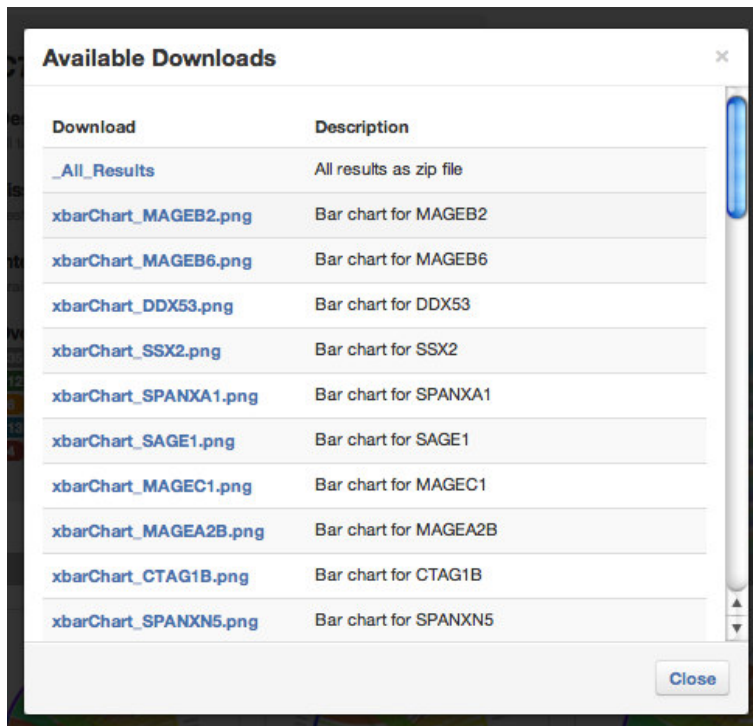 Available Downloads ×
Download Description
_All_Results All results as zip file
xbarChart_MAGEB2.png Bar chart for MAGEB2
xbarChart_MAGEB6.png Bar chart for MAGEB6
xbarChart_DDX53.png Bar chart for DDX53
xbarChart_SSX2.png Bar chart for SSX2
xbarChart_SPANXA1.png Bar chart for SPANXA1
xbarChart_SAGE1.png Bar chart for SAGE1
xbarChart_MAGEC1.png Bar chart for MAGEC1
xbarChart_MAGEA2B.png Bar chart for MAGEA2B
xbarChart_CTAG1B.png Bar chart for CTAG1B
xbarChart_SPANXN5.png Bar chart for SPANXN5
Close